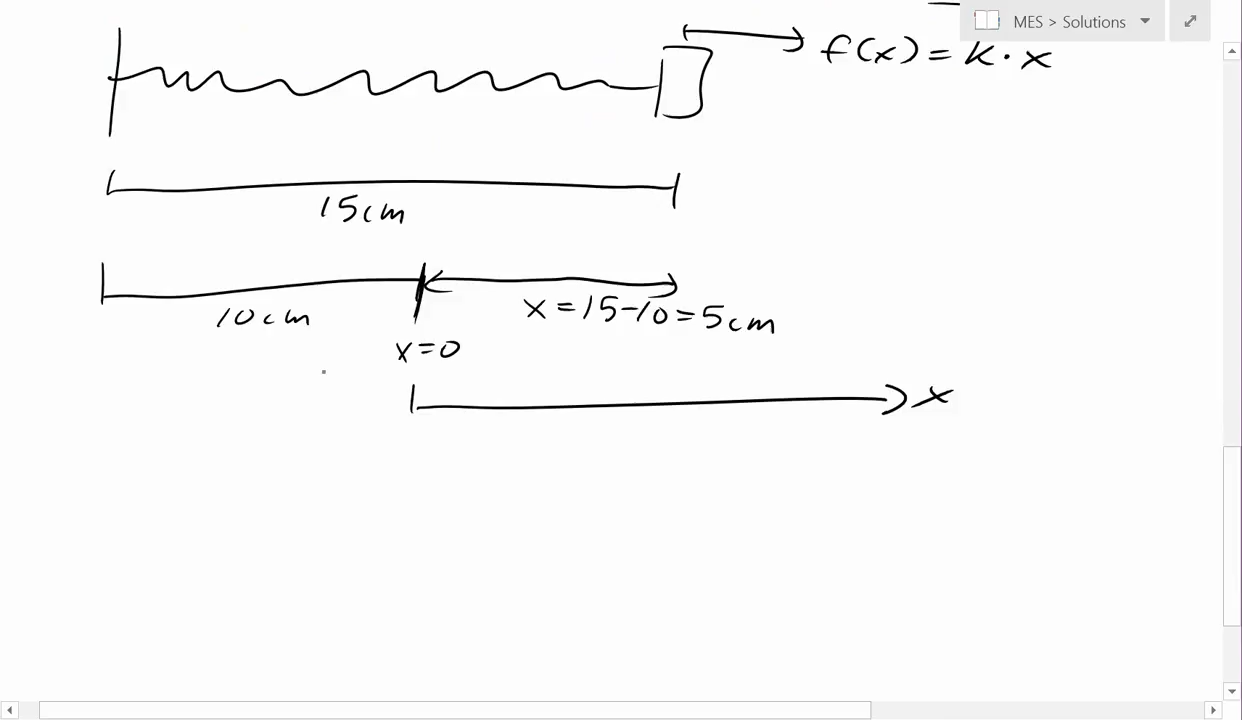 MES > Solutions
f(x) = k · x
15cm
10cm
x = 15 - 10 = 5cm
x = 0
x